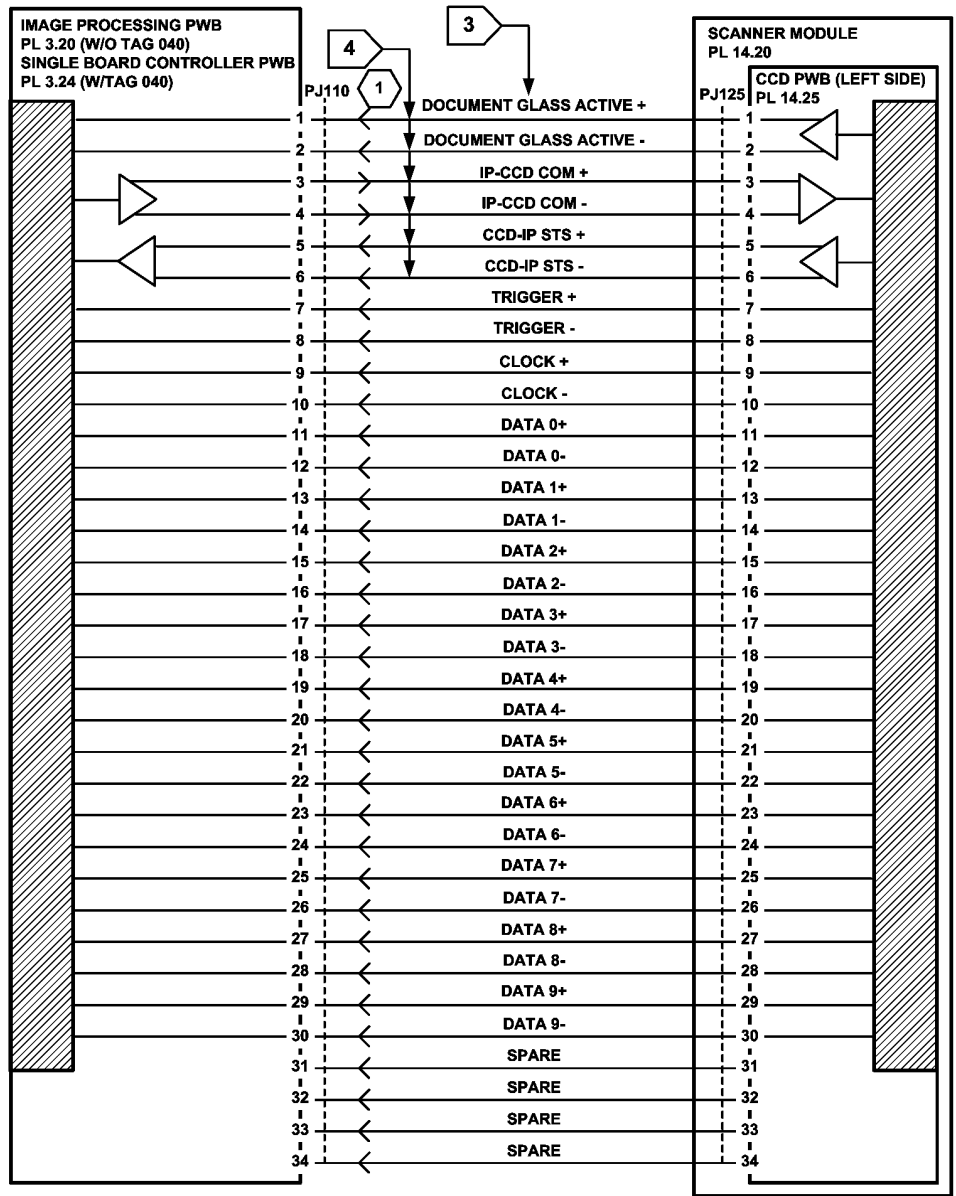 IMAGE PROCESSING PWB
PL 3.20 (W/O TAG 040)
SINGLE BOARD CONTROLLER PWB
PL 3.24 (W/TAG 040)
4
3
SCANNER MODULE
PL 14.20
CCD PWB (LEFT SIDE)
PL 14.25
PJ110
1
PJ125
1 DOCUMENT GLASS ACTIVE + 1
2 DOCUMENT GLASS ACTIVE - 2
3 IP-CCD COM + 3
4 IP-CCD COM - 4
5 CCD-IP STS + 5
6 CCD-IP STS - 6
7 TRIGGER + 7
8 TRIGGER - 8
9 CLOCK + 9
10 CLOCK - 10
11 DATA 0+ 11
12 DATA 0- 12
13 DATA 1+ 13
14 DATA 1- 14
15 DATA 2+ 15
16 DATA 2- 16
17 DATA 3+ 17
18 DATA 3- 18
19 DATA 4+ 19
20 DATA 4- 20
21 DATA 5+ 21
22 DATA 5- 22
23 DATA 6+ 23
24 DATA 6- 24
25 DATA 7+ 25
26 DATA 7- 26
27 DATA 8+ 27
28 DATA 8- 28
29 DATA 9+ 29
30 DATA 9- 30
31 SPARE 31
32 SPARE 32
33 SPARE 33
34 SPARE 34